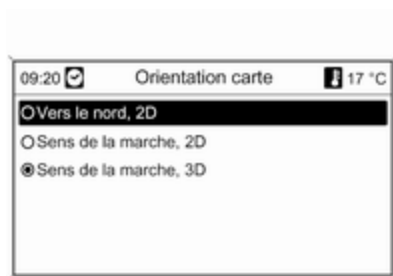 09:20 Orientation carte 17 °C
Vers le nord, 2D
Sens de la marche, 2D
Sens de la marche, 3D